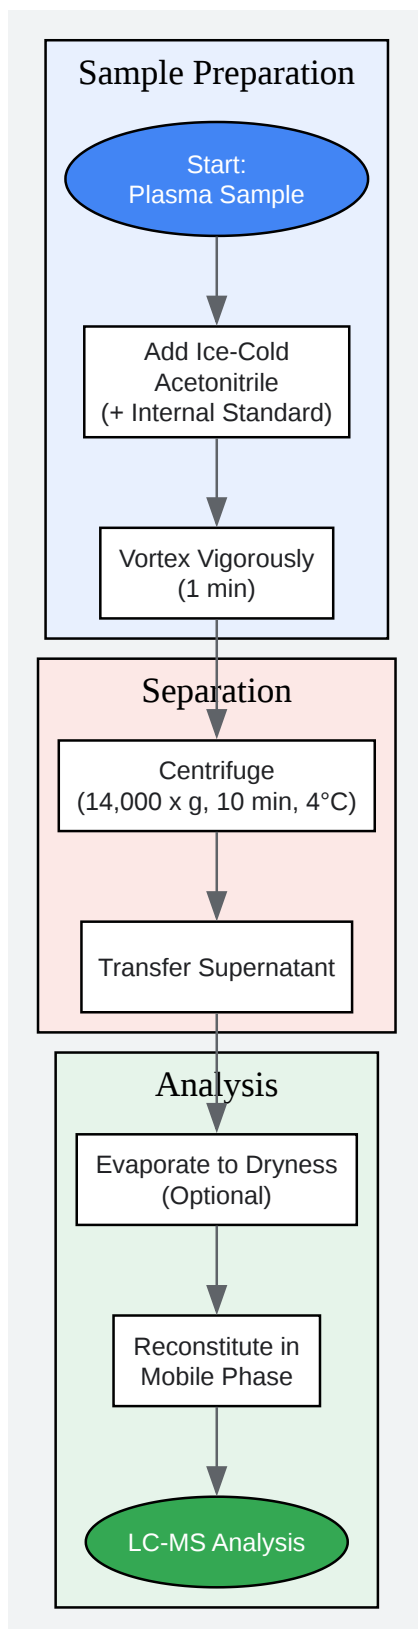 Sample Preparation
Start:
Plasma Sample
Add Ice-Cold
Acetonitrile
(+ Internal Standard)
Vortex Vigorously
(1 min)
Separation
Centrifuge
(14,000 x g, 10 min, 4°C)
Transfer Supernatant
Analysis
Evaporate to Dryness
(Optional)
Reconstitute in
Mobile Phase
LC-MS Analysis